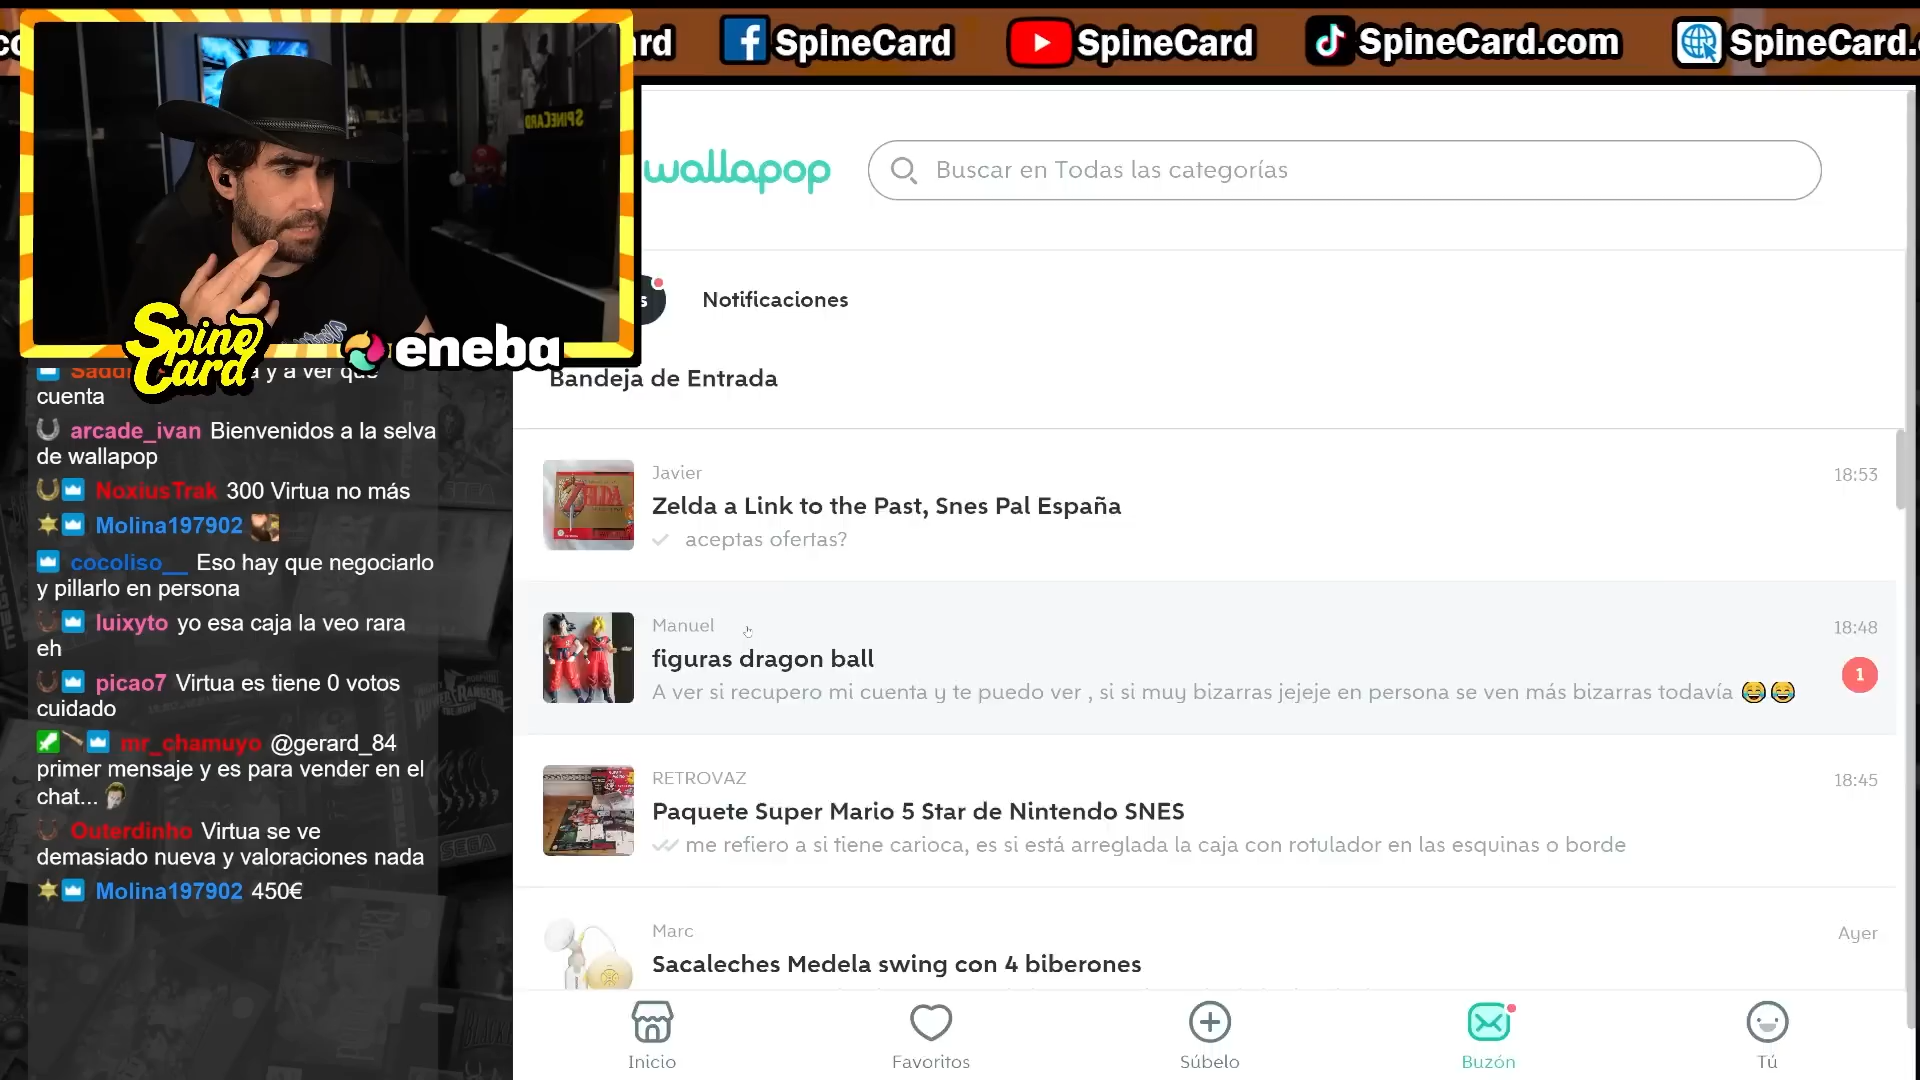 SpineCard
SpineCard
SpineCard.com
SpineCard.
SPINECARD
Spine Card
eneba
wallapop
Buscar en Todas las categorías
Notificaciones
Bandeja de Entrada
Javier
18:53
Zelda a Link to the Past, Snes Pal España
aceptas ofertas?
Manuel
18:48
figuras dragon ball
1
A ver si recupero mi cuenta y te puedo ver , si si muy bizarras jejeje en persona se ven más bizarras todavía 😂😂
RETROVAZ
18:45
Paquete Super Mario 5 Star de Nintendo SNES
me refiero a si tiene carioca, es si está arreglada la caja con rotulador en las esquinas o borde
Marc
Ayer
Sacaleches Medela swing con 4 biberones
Inicio
Favoritos
Súbelo
Buzón
Tú
y a ver que
cuenta
arcade_ivan Bienvenidos a la selva
de wallapop
NoxiusTrak 300 Virtua no más
Molina197902
cocoliso__ Eso hay que negociarlo
y pillarlo en persona
luixyto yo esa caja la veo rara
eh
picao7 Virtua es tiene 0 votos
cuidado
mr_chamuyo @gerard_84
primer mensaje y es para vender en el
chat...
Outerdinho Virtua se ve
demasiado nueva y valoraciones nada
Molina197902 450€